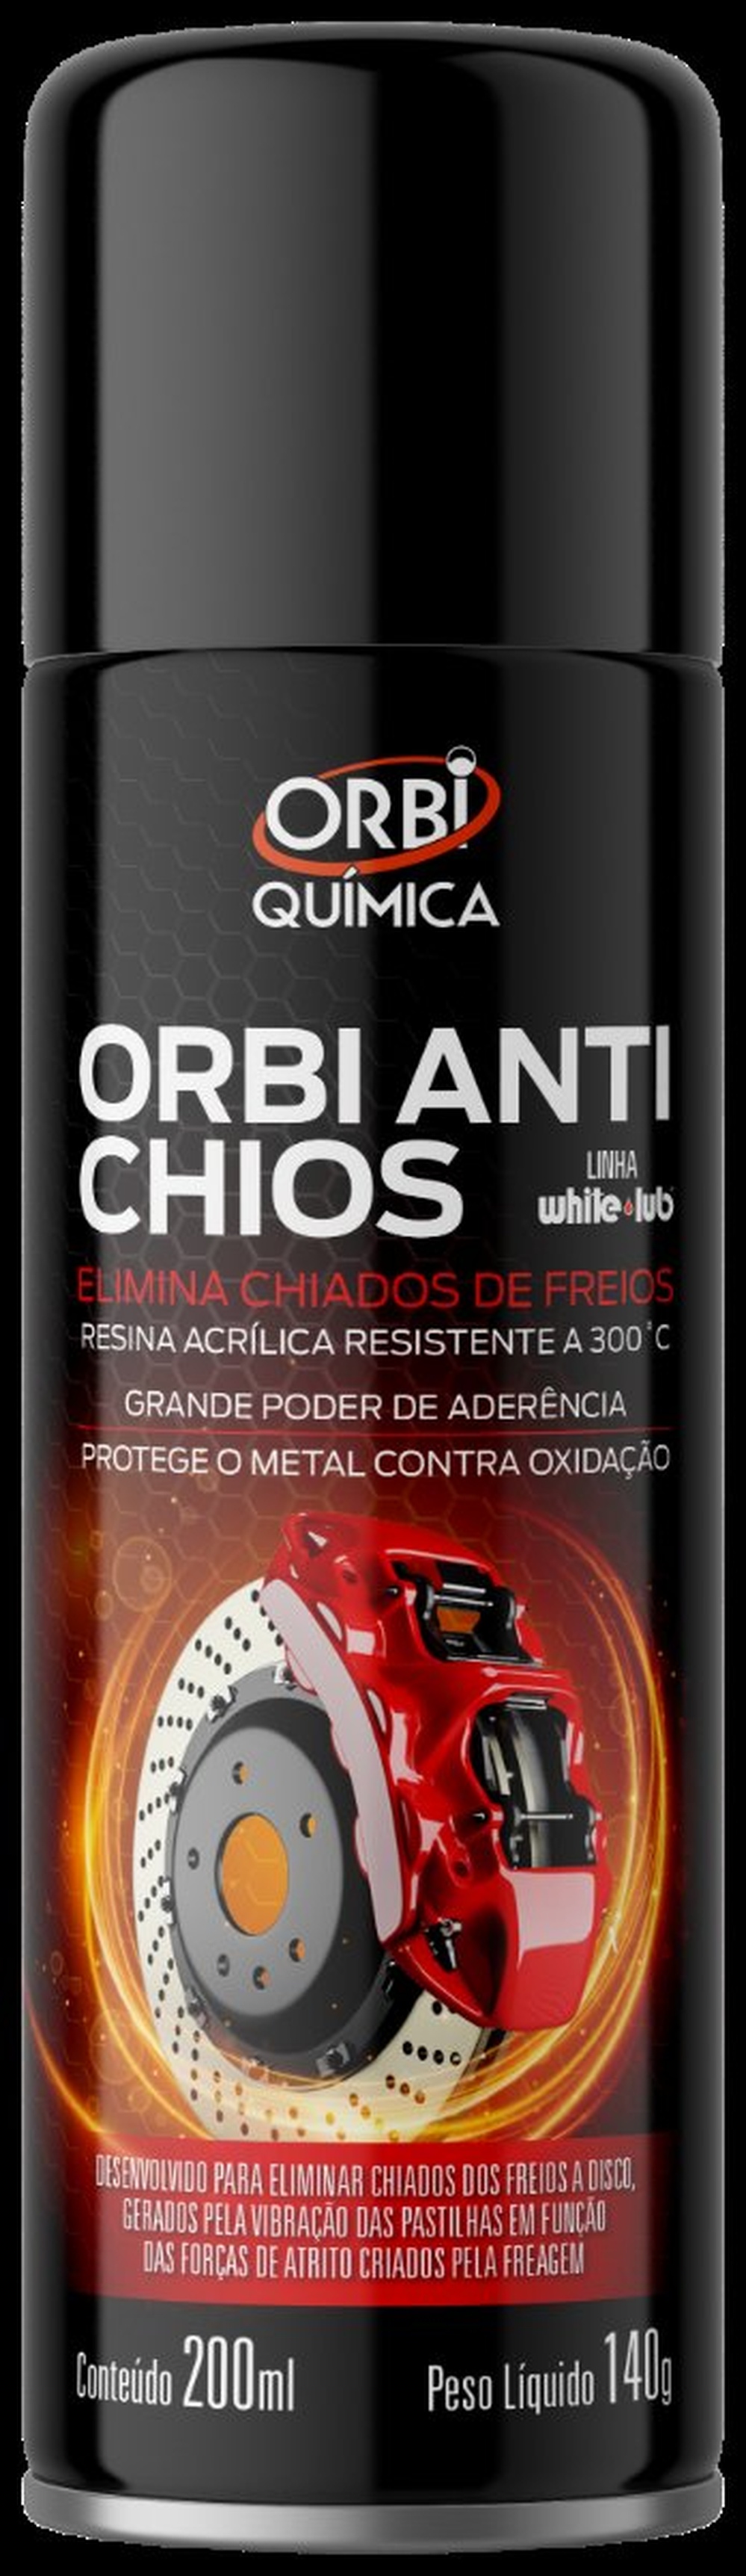 ORBI
QUÍMICA
ORBI ANTI
CHIOS
LINHA
white lub
ELIMINA CHIADOS DE FREIOS
RESINA ACRÍLICA RESISTENTE A 300°C
GRANDE PODER DE ADERÊNCIA
PROTEGE O METAL CONTRA OXIDAÇÃO
DESENVOLVIDO PARA ELIMINAR CHIADOS DOS FREIOS A DISCO,
GERADOS PELA VIBRAÇÃO DAS PASTILHAS EM FUNÇÃO
DAS FORÇAS DE ATRITO CRIADOS PELA FREAGEM
Conteúdo 200ml
Peso Líquido 140g